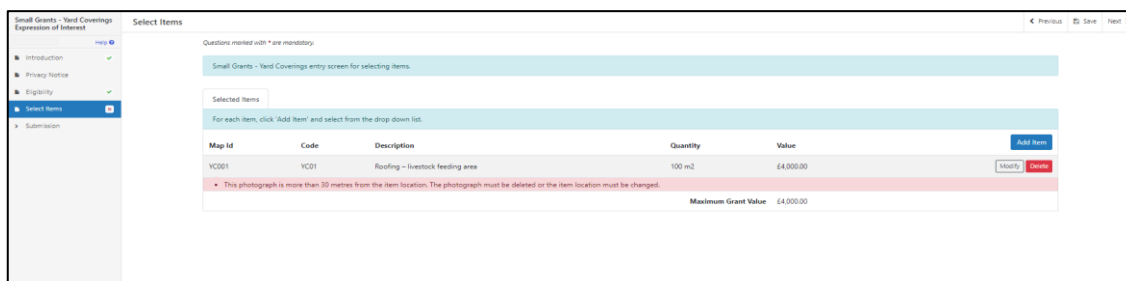 Small Grants - Yard Coverings
Expression of Interest
Help
Introduction
Privacy Notice
Eligibility
Select Items
Submission
Select Items
Previous Save Next
Questions marked with * are mandatory.
Small Grants - Yard Coverings entry screen for selecting items.
Selected Items
For each item, click 'Add Item' and select from the drop down list.
Map Id Code Description Quantity Value Add Item
YC001 YC01 Roofing – livestock feeding area 100 m2 £4,000.00 Modify Delete
• This photograph is more than 30 metres from the item location. The photograph must be deleted or the item location must be changed.
Maximum Grant Value £4,000.00